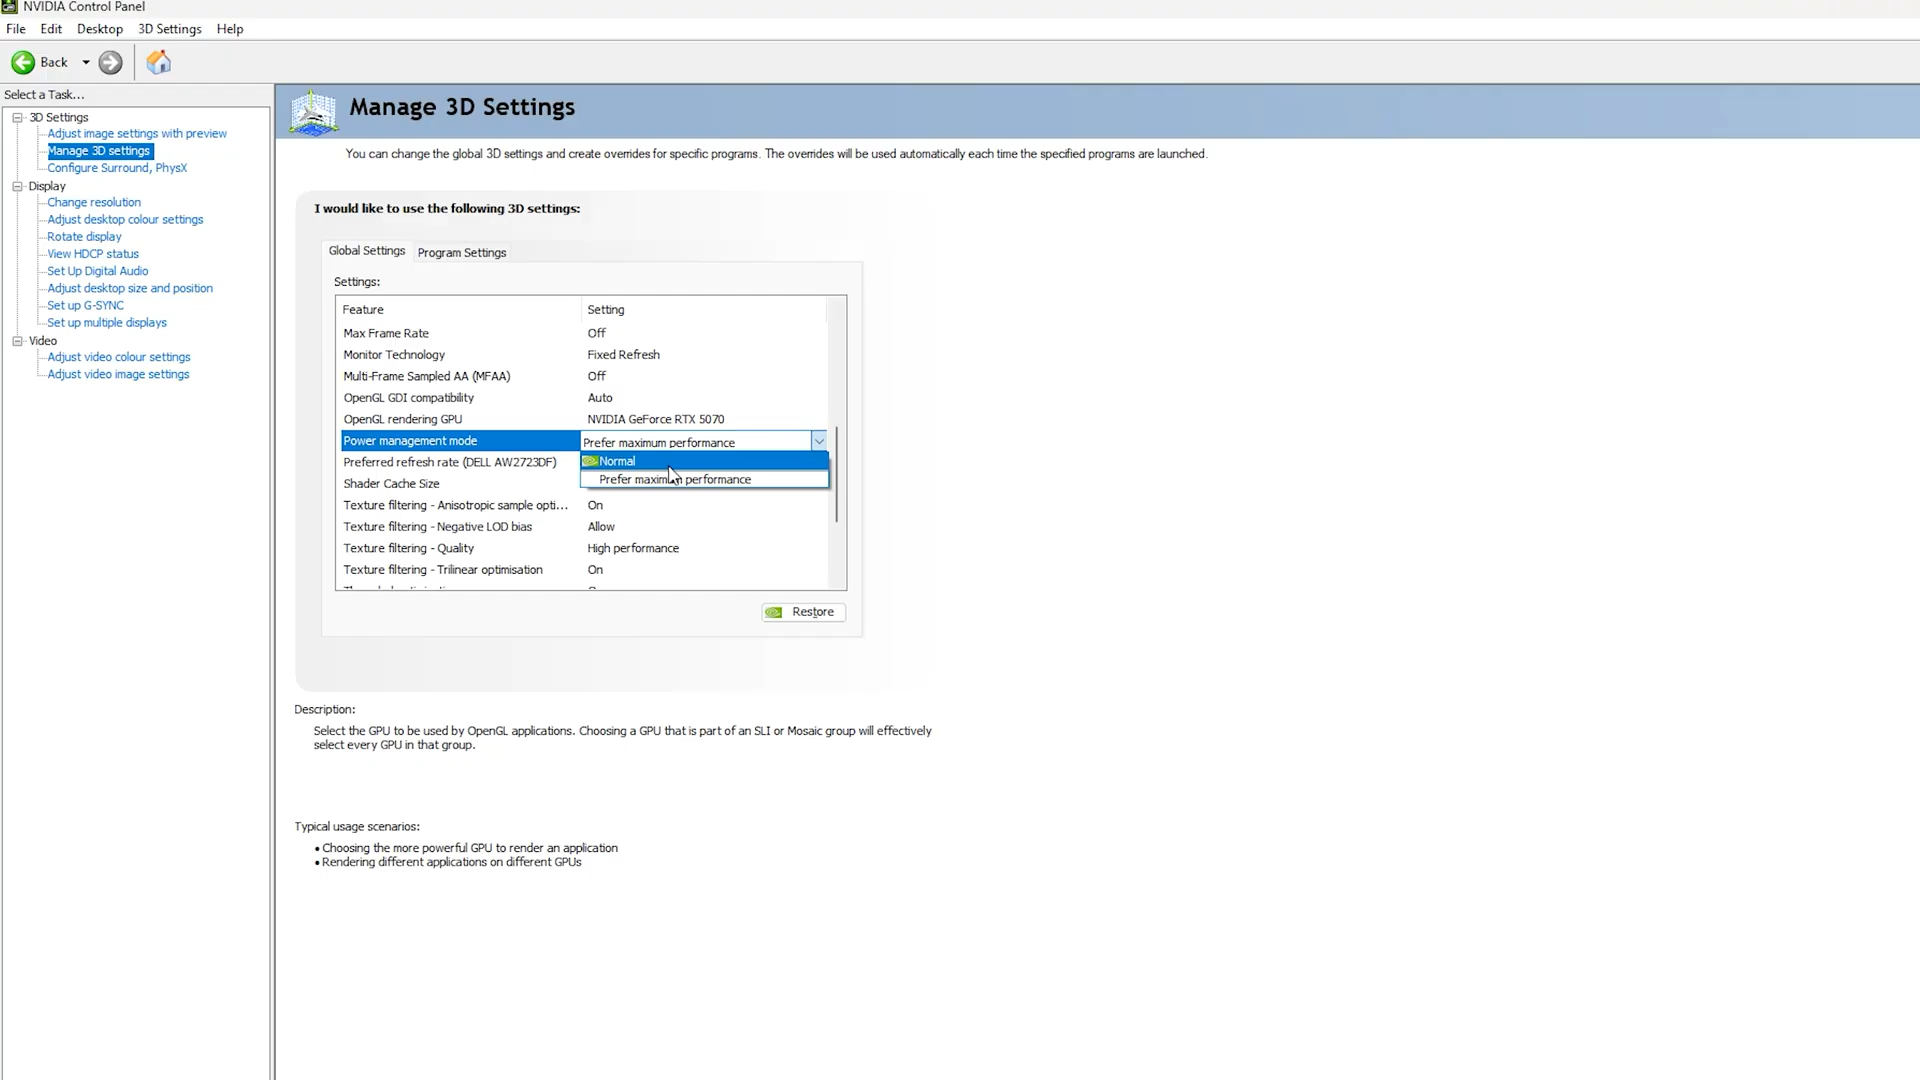 NVIDIA Control Panel
File Edit Desktop 3D Settings Help
Back
Select a Task...
3D Settings
Adjust image settings with preview
Manage 3D settings
Configure Surround, PhysX
Display
Change resolution
Adjust desktop colour settings
Rotate display
View HDCP status
Set Up Digital Audio
Adjust desktop size and position
Set up G-SYNC
Set up multiple displays
Video
Adjust video colour settings
Adjust video image settings
Manage 3D Settings
You can change the global 3D settings and create overrides for specific programs. The overrides will be used automatically each time the specified programs are launched.
I would like to use the following 3D settings:
Global Settings Program Settings
Settings:
Feature Setting
Max Frame Rate Off
Monitor Technology Fixed Refresh
Multi-Frame Sampled AA (MFAA) Off
OpenGL GDI compatibility Auto
OpenGL rendering GPU NVIDIA GeForce RTX 5070
Power management mode Prefer maximum performance
Normal
Prefer maximum performance
Preferred refresh rate (DELL AW2723DF)
Shader Cache Size
Texture filtering - Anisotropic sample opti... On
Texture filtering - Negative LOD bias Allow
Texture filtering - Quality High performance
Texture filtering - Trilinear optimisation On
Restore
Description:
Select the GPU to be used by OpenGL applications. Choosing a GPU that is part of an SLI or Mosaic group will effectively
select every GPU in that group.
Typical usage scenarios:
• Choosing the more powerful GPU to render an application
• Rendering different applications on different GPUs